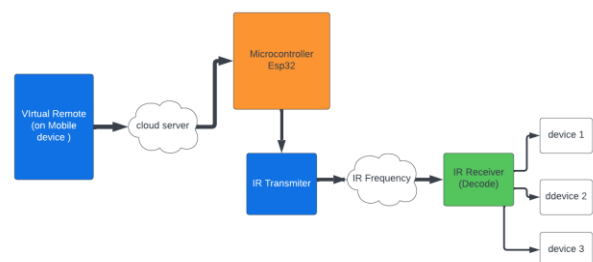 Microcontroller
Esp32
VIrtual Remote
(on Mobile
device )
cloud server
IR Transmiter
IR Frequency
IR Receiver
(Decode)
device 1
ddevice 2
device 3